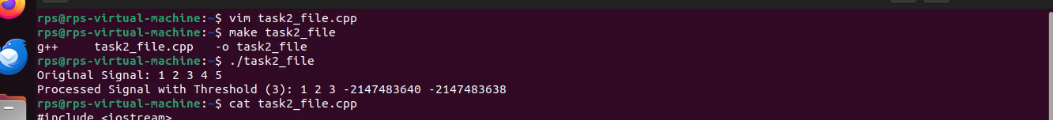 rps@rps-virtual-machine:~$ vim task2_file.cpp
rps@rps-virtual-machine:~$ make task2_file
g++     task2_file.cpp   -o task2_file
rps@rps-virtual-machine:~$ ./task2_file
Original Signal: 1 2 3 4 5
Processed Signal with Threshold (3): 1 2 3 -2147483640 -2147483638
rps@rps-virtual-machine:~$ cat task2_file.cpp
#include <iostream>